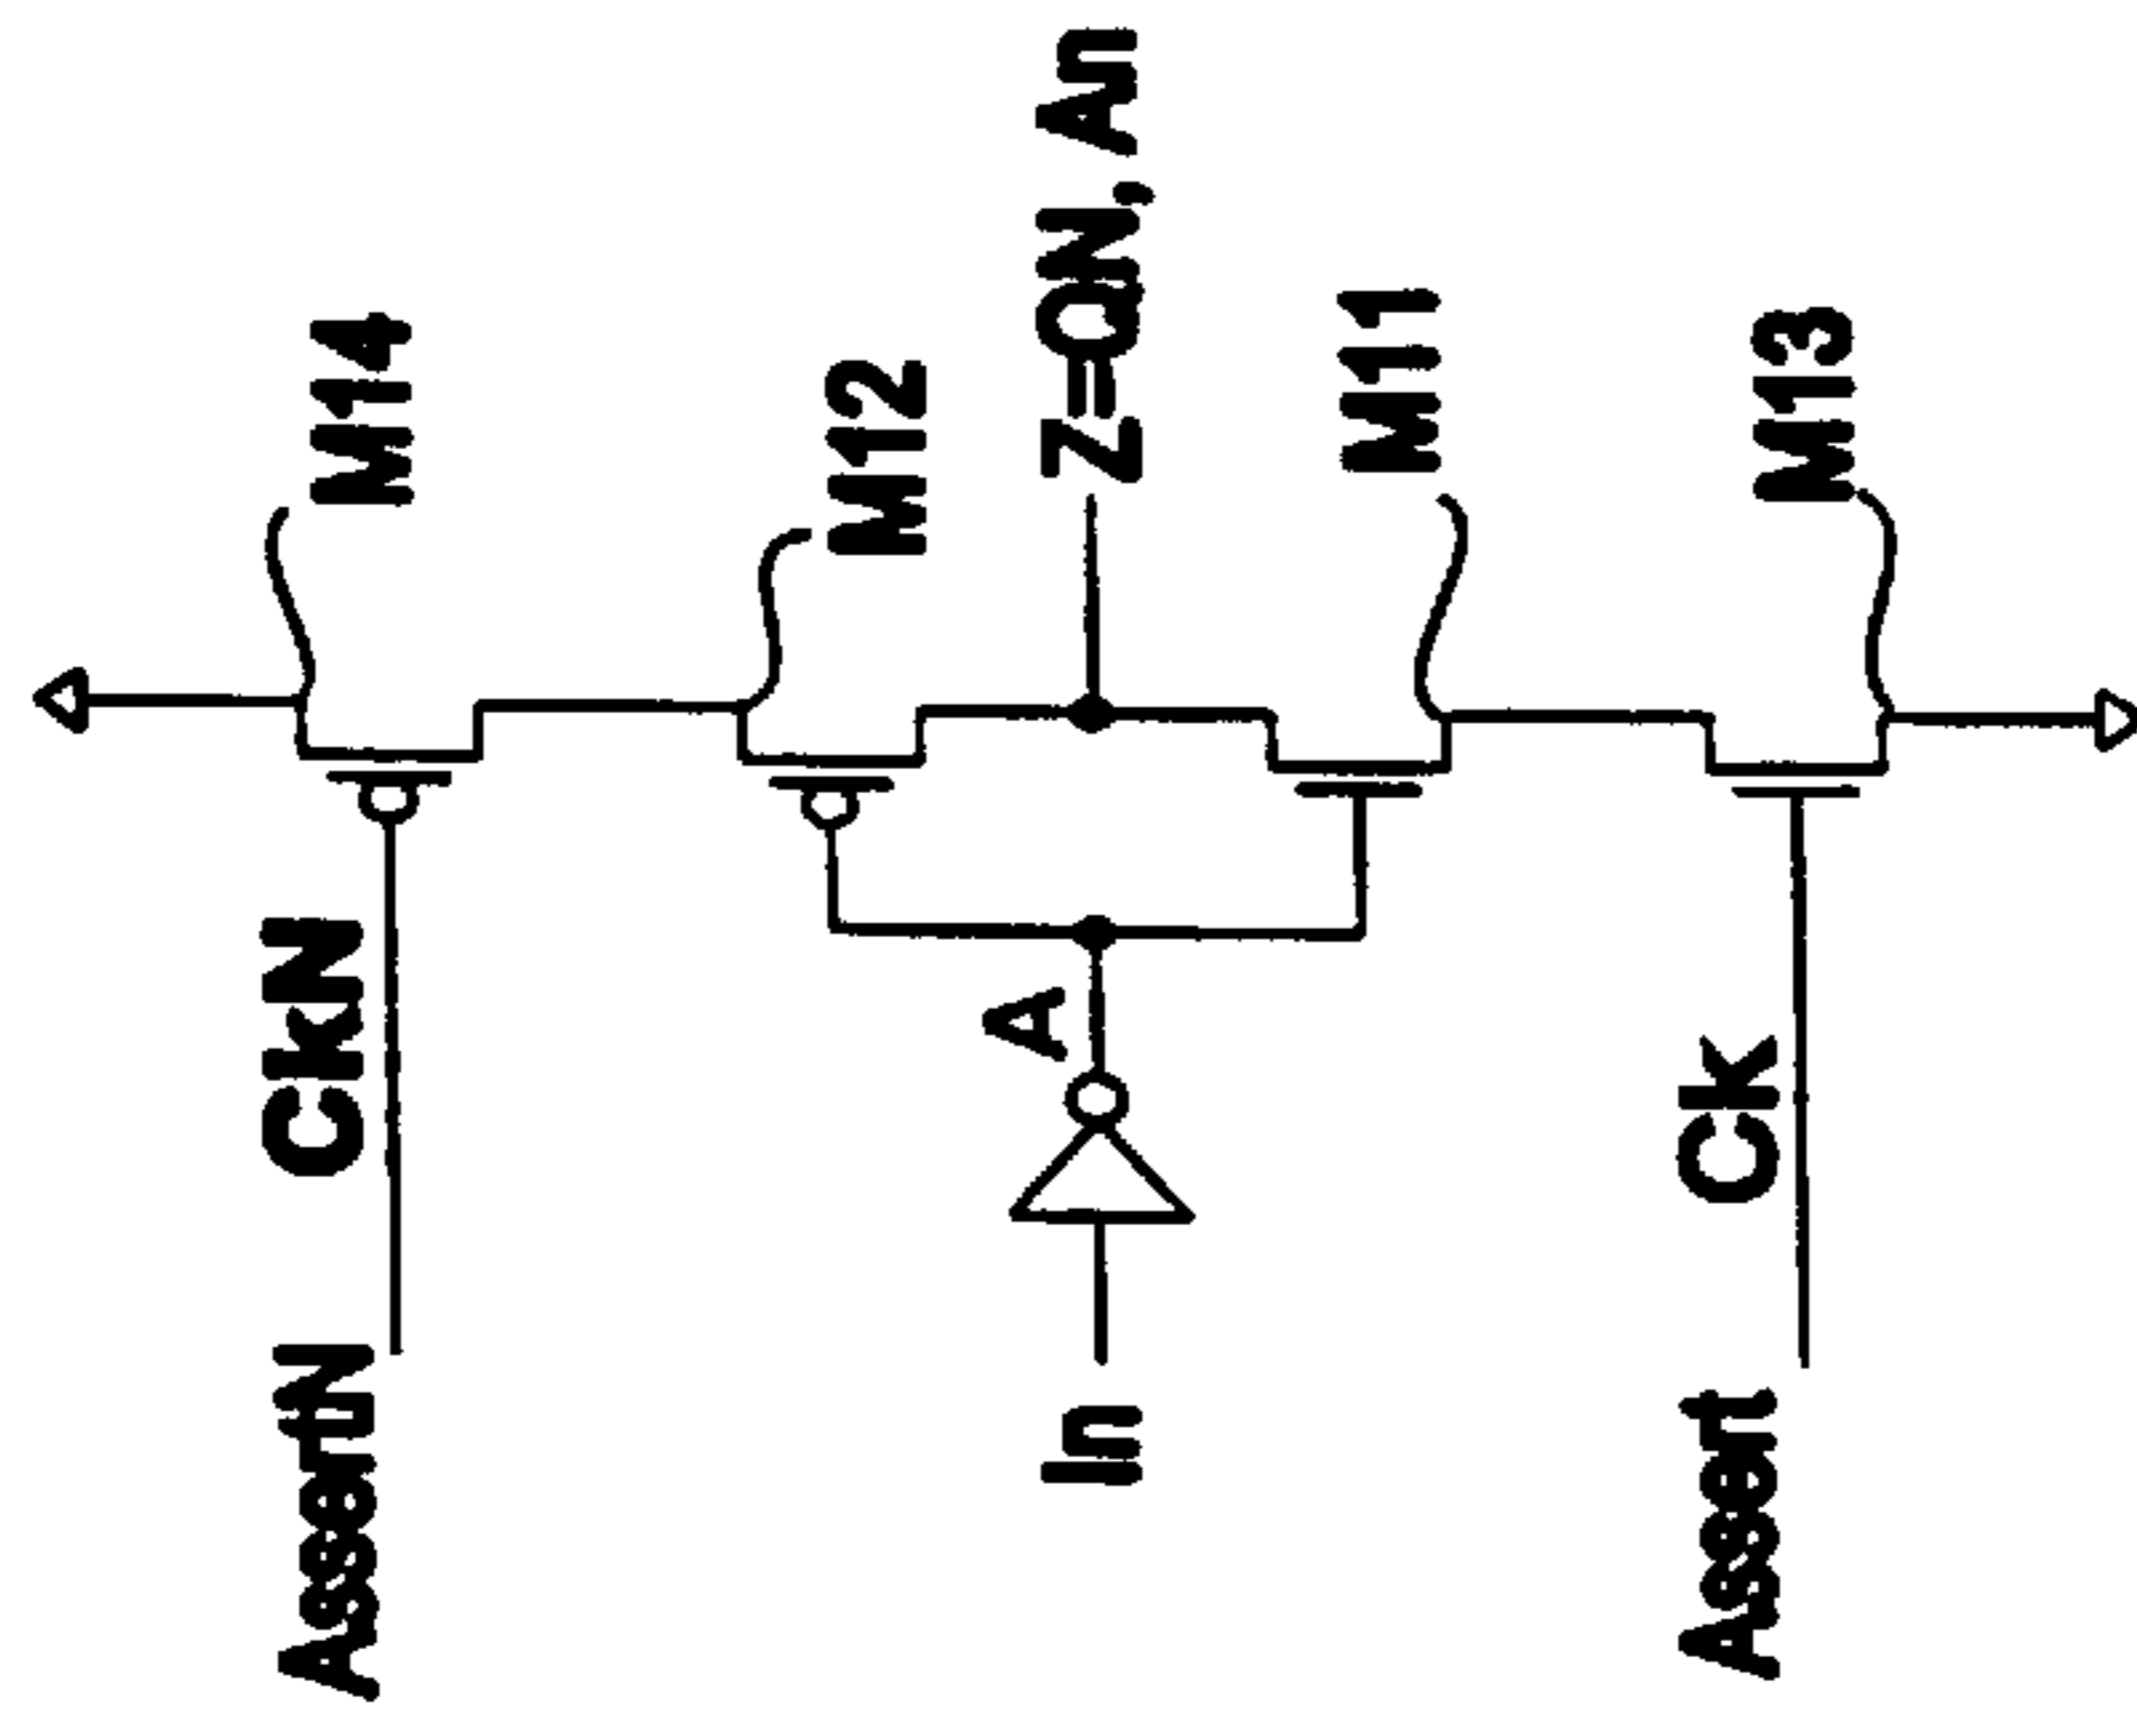 M14
CkN
AssertN
M12
Z=QN, An
A
In
M11
M13
Ck
Assert